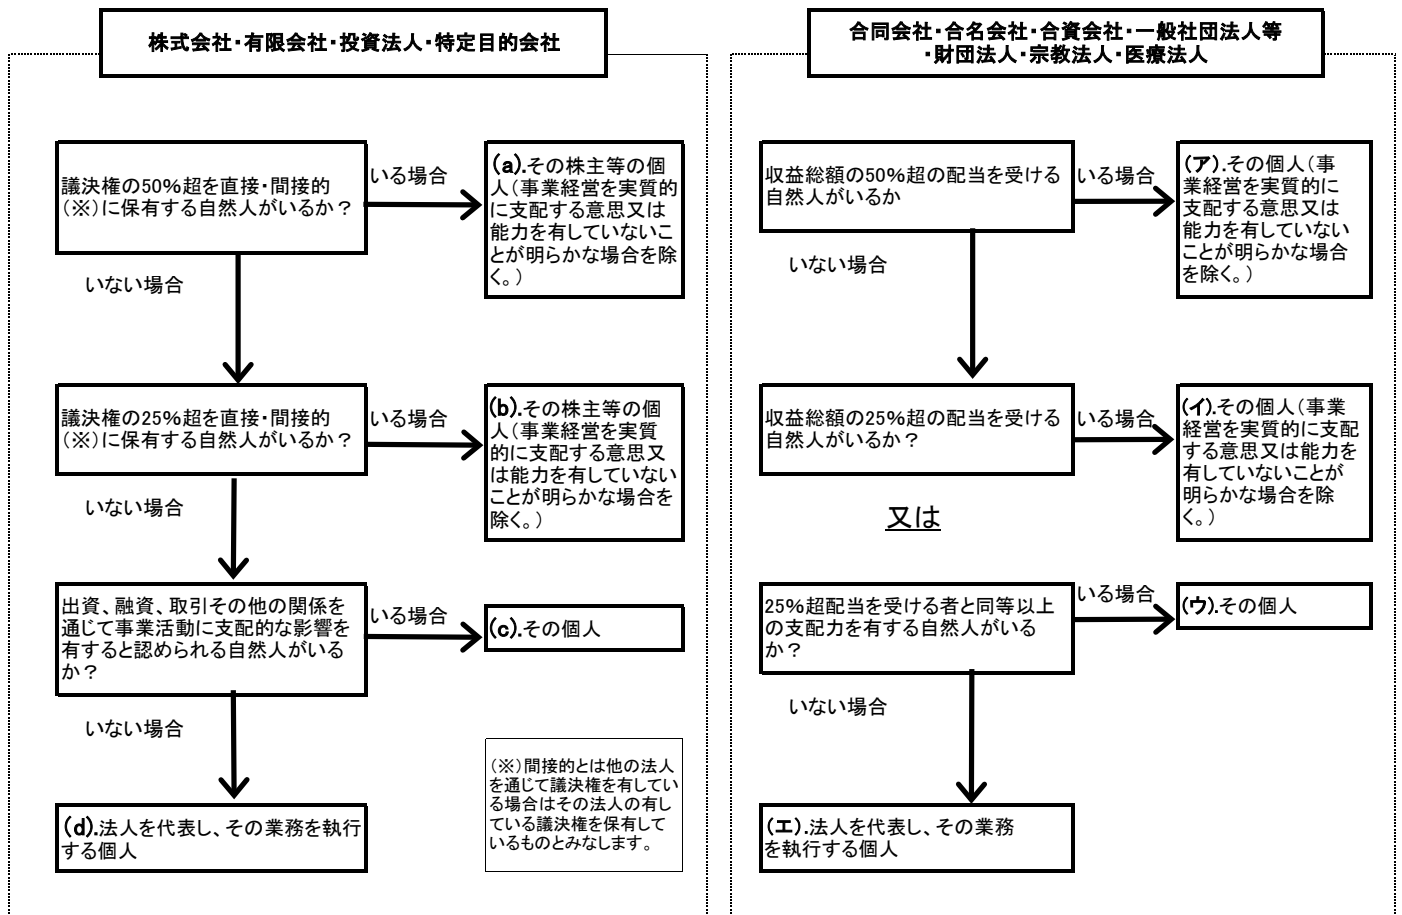 株式会社・有限会社・投資法人・特定目的会社
議決権の50%超を直接・間接的
（※）に保有する自然人がいるか？
いる場合
(a).その株主等の個
人（事業経営を実質的
に支配する意思又は
能力を有していないこ
とが明らかな場合を除
く。）
いない場合
議決権の25%超を直接・間接的
（※）に保有する自然人がいるか？
いる場合
(b).その株主等の個
人（事業経営を実質
的に支配する意思又
は能力を有していない
ことが明らかな場合を
除く。）
いない場合
出資、融資、取引その他の関係を
通じて事業活動に支配的な影響を
有すると認められる自然人がいる
か？
いる場合
(c).その個人
いない場合
（※）間接的とは他の法人
を通じて議決権を有してい
る場合はその法人の有し
ている議決権を保有して
いるものとみなします。
(d).法人を代表し、その業務を執行
する個人
合同会社・合名会社・合資会社・一般社団法人等
・財団法人・宗教法人・医療法人
収益総額の50%超の配当を受ける
自然人がいるか
いる場合
(ア).その個人（事
業経営を実質的に
支配する意思又は
能力を有していない
ことが明らかな場合
を除く。）
いない場合
収益総額の25%超の配当を受ける
自然人がいるか？
いる場合
(イ).その個人（事業
経営を実質的に支配
する意思又は能力を
有していないことが
明らかな場合を除
く。）
又は
25%超配当を受ける者と同等以上
の支配力を有する自然人がいる
か？
いる場合
(ウ).その個人
いない場合
(エ).法人を代表し、その業務
を執行する個人